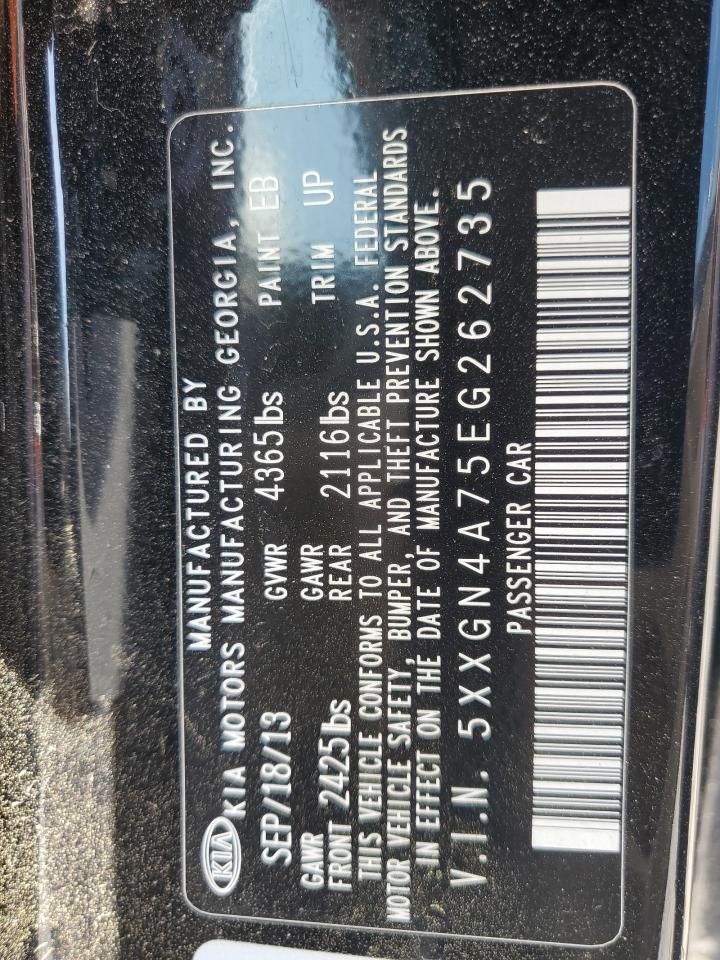 MANUFACTURED BY
KIA KIA MOTORS MANUFACTURING GEORGIA, INC.
SEP/18/13 GVWR 4365lbs PAINT EB
GAWR FRONT 2425lbs GAWR REAR 2116lbs TRIM UP
THIS VEHICLE CONFORMS TO ALL APPLICABLE U.S.A. FEDERAL
MOTOR VEHICLE SAFETY, BUMPER, AND THEFT PREVENTION STANDARDS
IN EFFECT ON THE DATE OF MANUFACTURE SHOWN ABOVE.
V.I.N. 5XXGN4A75EG262735
PASSENGER CAR